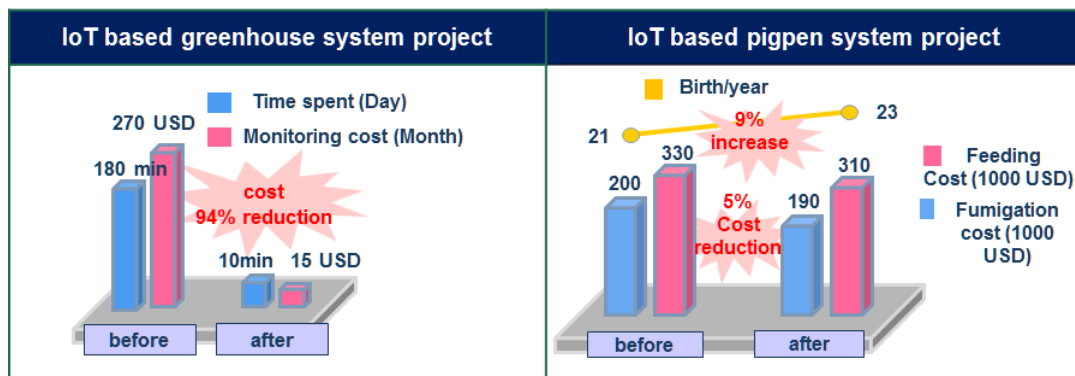 IoT based greenhouse system project
Time spent (Day)
Monitoring cost (Month)
270 USD
180 min
cost
94% reduction
10min
15 USD
before
after
IoT based pigpen system project
Birth/year
21
23
9%
increase
330
310
200
190
5%
Cost
reduction
Feeding
Cost (1000 USD)
Fumigation
cost (1000
USD)
before
after